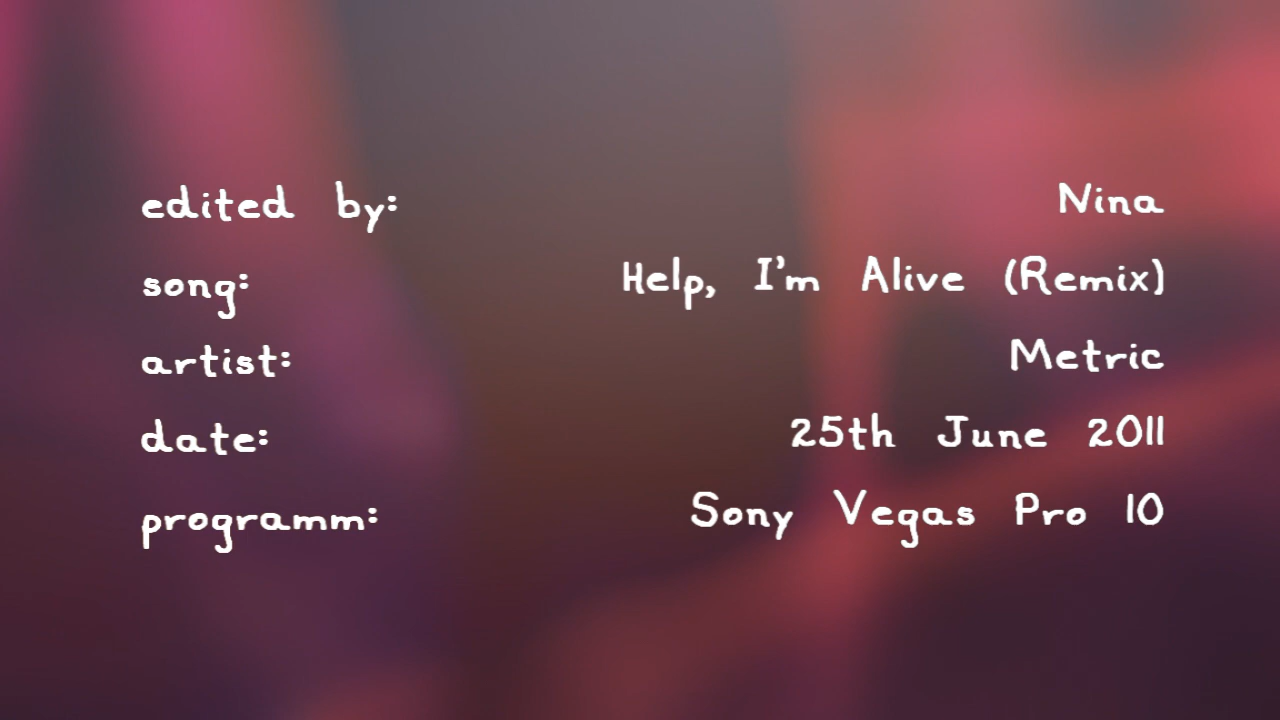 edited by: Nina
song: Help, I'm Alive (Remix)
artist: Metric
date: 25th June 2011
programm: Sony Vegas Pro 10